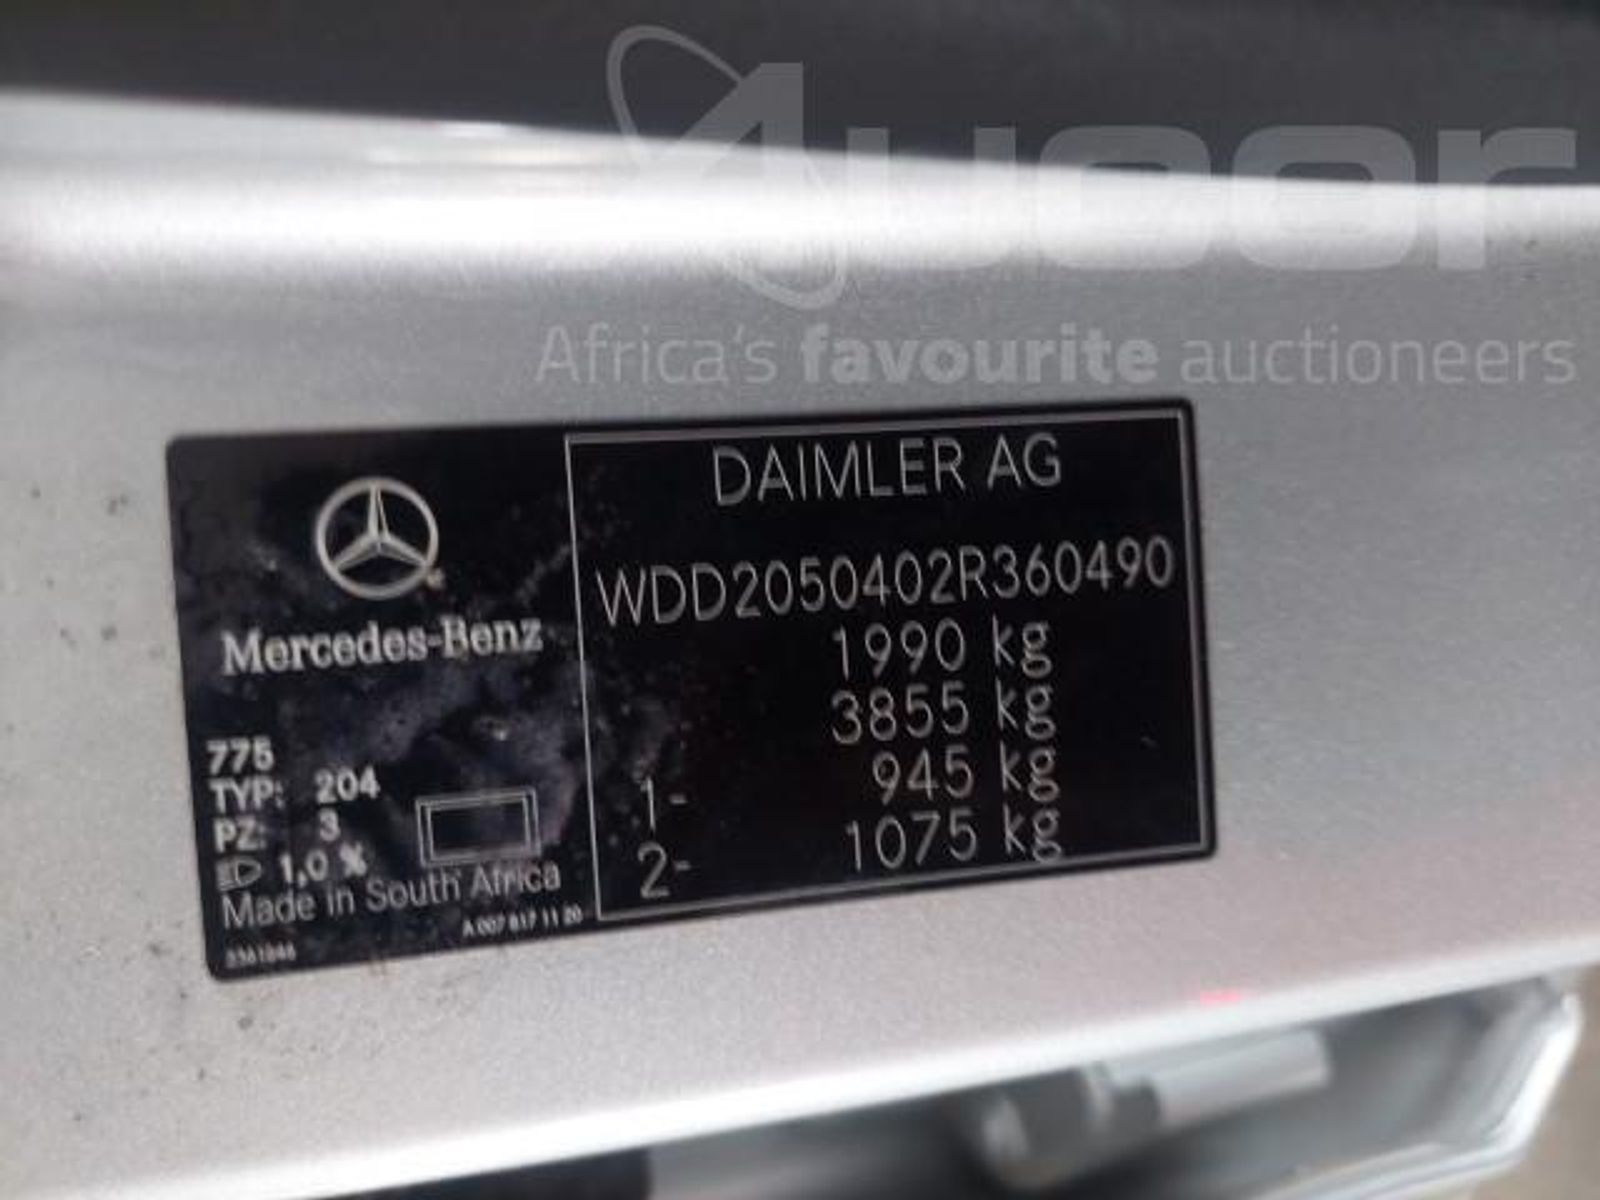 Aucor
Africa's favourite auctioneers
DAIMLER AG
WDD2050402R360490
1990 kg
3855 kg
1- 945 kg
2- 1075 kg
Mercedes-Benz
775
TYP: 204
PZ: 3
1,0 %
Made in South Africa
A 007 817 11 20